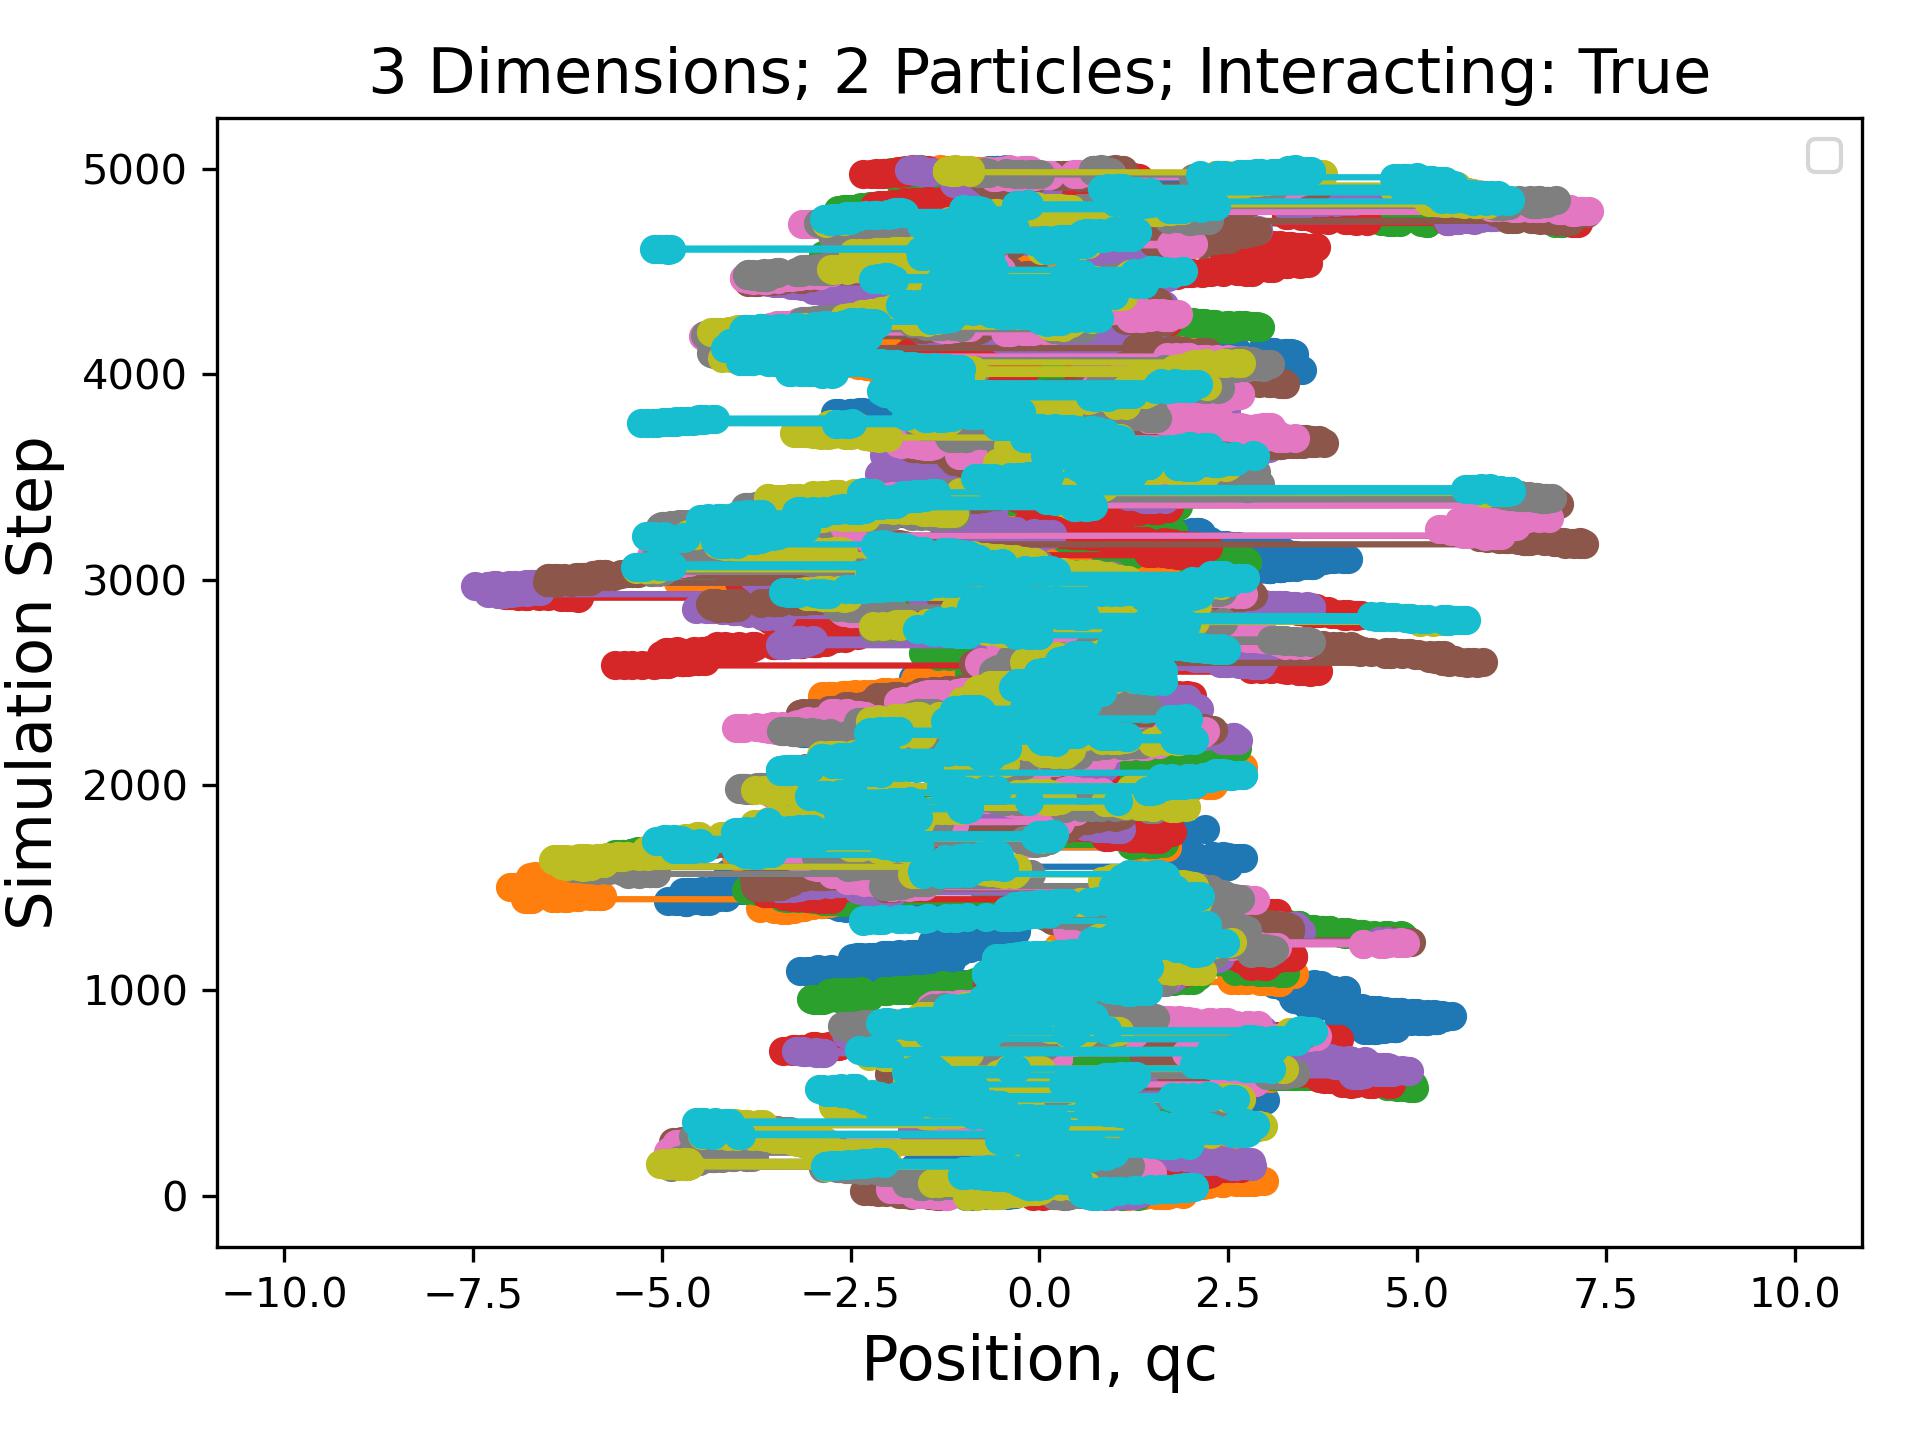 3 Dimensions; 2 Particles; Interacting: True
5000
4000
3000
2000
1000
0
Simulation Step
−10.0 −7.5 −5.0 −2.5 0.0 2.5 5.0 7.5 10.0
Position, qc